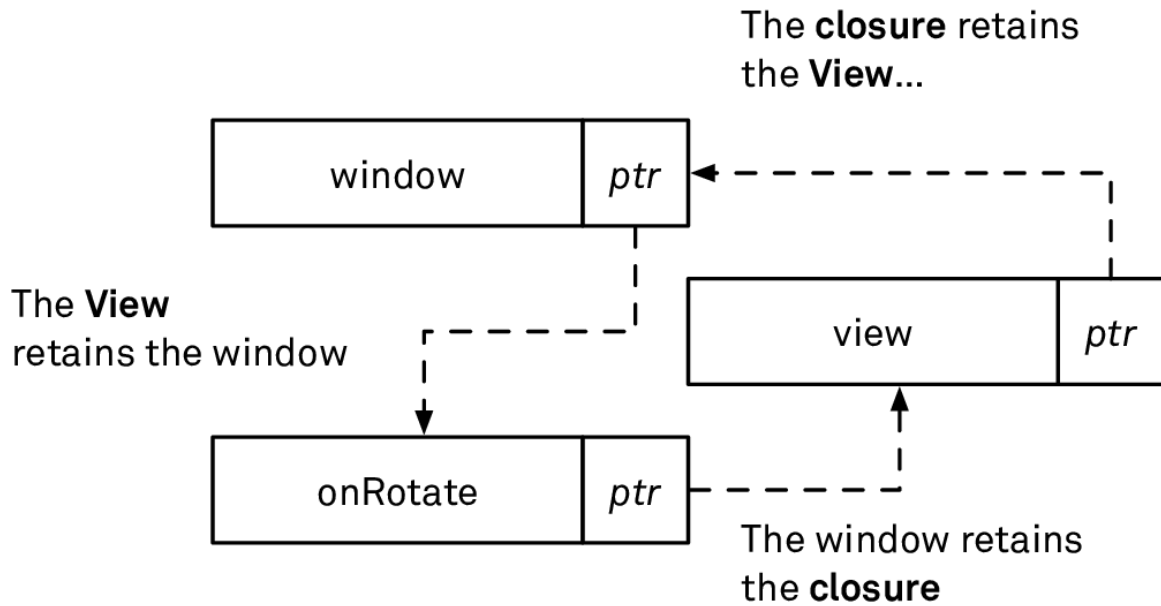 The closure retains
the View...
window
ptr
The View
retains the window
view
ptr
onRotate
ptr
The window retains
the closure